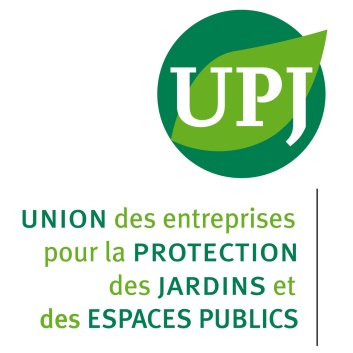 UPJ
UNION des entreprises
pour la PROTECTION
des JARDINS et
des ESPACES PUBLICS